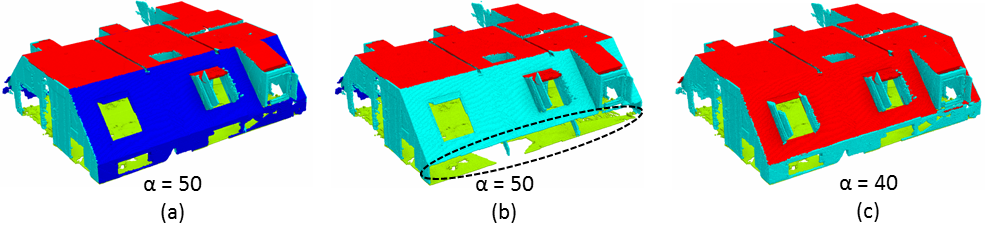 α = 50
(a)
α = 50
(b)
α = 40
(c)